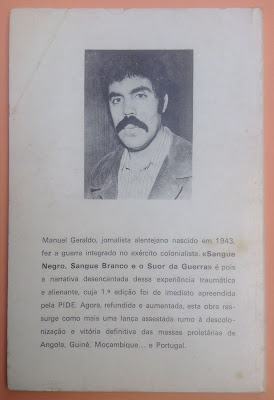 Manuel Geraldo, jornalista alentejano nascido em 1943,
fez a guerra integrado no exército colonialista. «Sangue
Negro, Sangue Branco e o Suor da Guerra» é pois
a narrativa desencantada dessa experiência traumática
e alienante, cuja 1.ª edição foi de imediato apreendida
pela PIDE. Agora, refundida e aumentada, esta obra res-
surge como mais uma lança assestada rumo à descolo-
nização e vitória definitiva das massas proletárias de
Angola, Guiné, Moçambique... e Portugal.